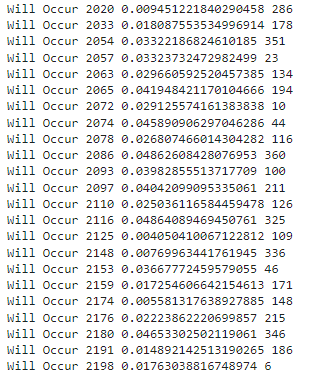 Will Occur 2020 0.009451221840290458 286
Will Occur 2033 0.018087553534996914 178
Will Occur 2054 0.03322186824610185 351
Will Occur 2057 0.03323732472982499 23
Will Occur 2063 0.029660592520457385 134
Will Occur 2065 0.041948421170104666 194
Will Occur 2072 0.029125574161383838 10
Will Occur 2074 0.045890906297046286 44
Will Occur 2078 0.026807466014304282 116
Will Occur 2086 0.04862608428076953 360
Will Occur 2093 0.03982855513717709 100
Will Occur 2097 0.04042099095335061 211
Will Occur 2110 0.025036116584459478 126
Will Occur 2116 0.04864089469450761 325
Will Occur 2125 0.004050410067122812 109
Will Occur 2148 0.00769963441761945 336
Will Occur 2153 0.03667772459579055 46
Will Occur 2159 0.017254606642154613 171
Will Occur 2174 0.005581317638927885 148
Will Occur 2176 0.02223862220699857 215
Will Occur 2180 0.04653302502119061 346
Will Occur 2191 0.014892142513190265 186
Will Occur 2198 0.01763038816748974 6